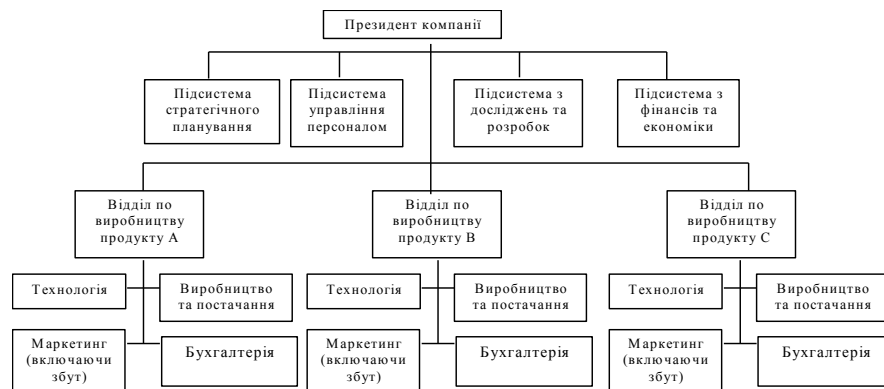 Президент компанії
Підсистема
стратегічного
планування
Підсистема
управління
персоналом
Підсистема з
досліджень та
розробок
Підсистема з
фінансів та
економіки
Відділ по
виробництву
продукту А
Відділ по
виробництву
продукту В
Відділ по
виробництву
продукту С
Технологія
Виробництво
та постачання
Технологія
Виробництво
та постачання
Технологія
Виробництво
та постачання
Маркетинг
(включаючи
збут)
Бухгалтерія
Маркетинг
(включаючи
збут)
Бухгалтерія
Маркетинг
(включаючи
збут)
Бухгалтерія